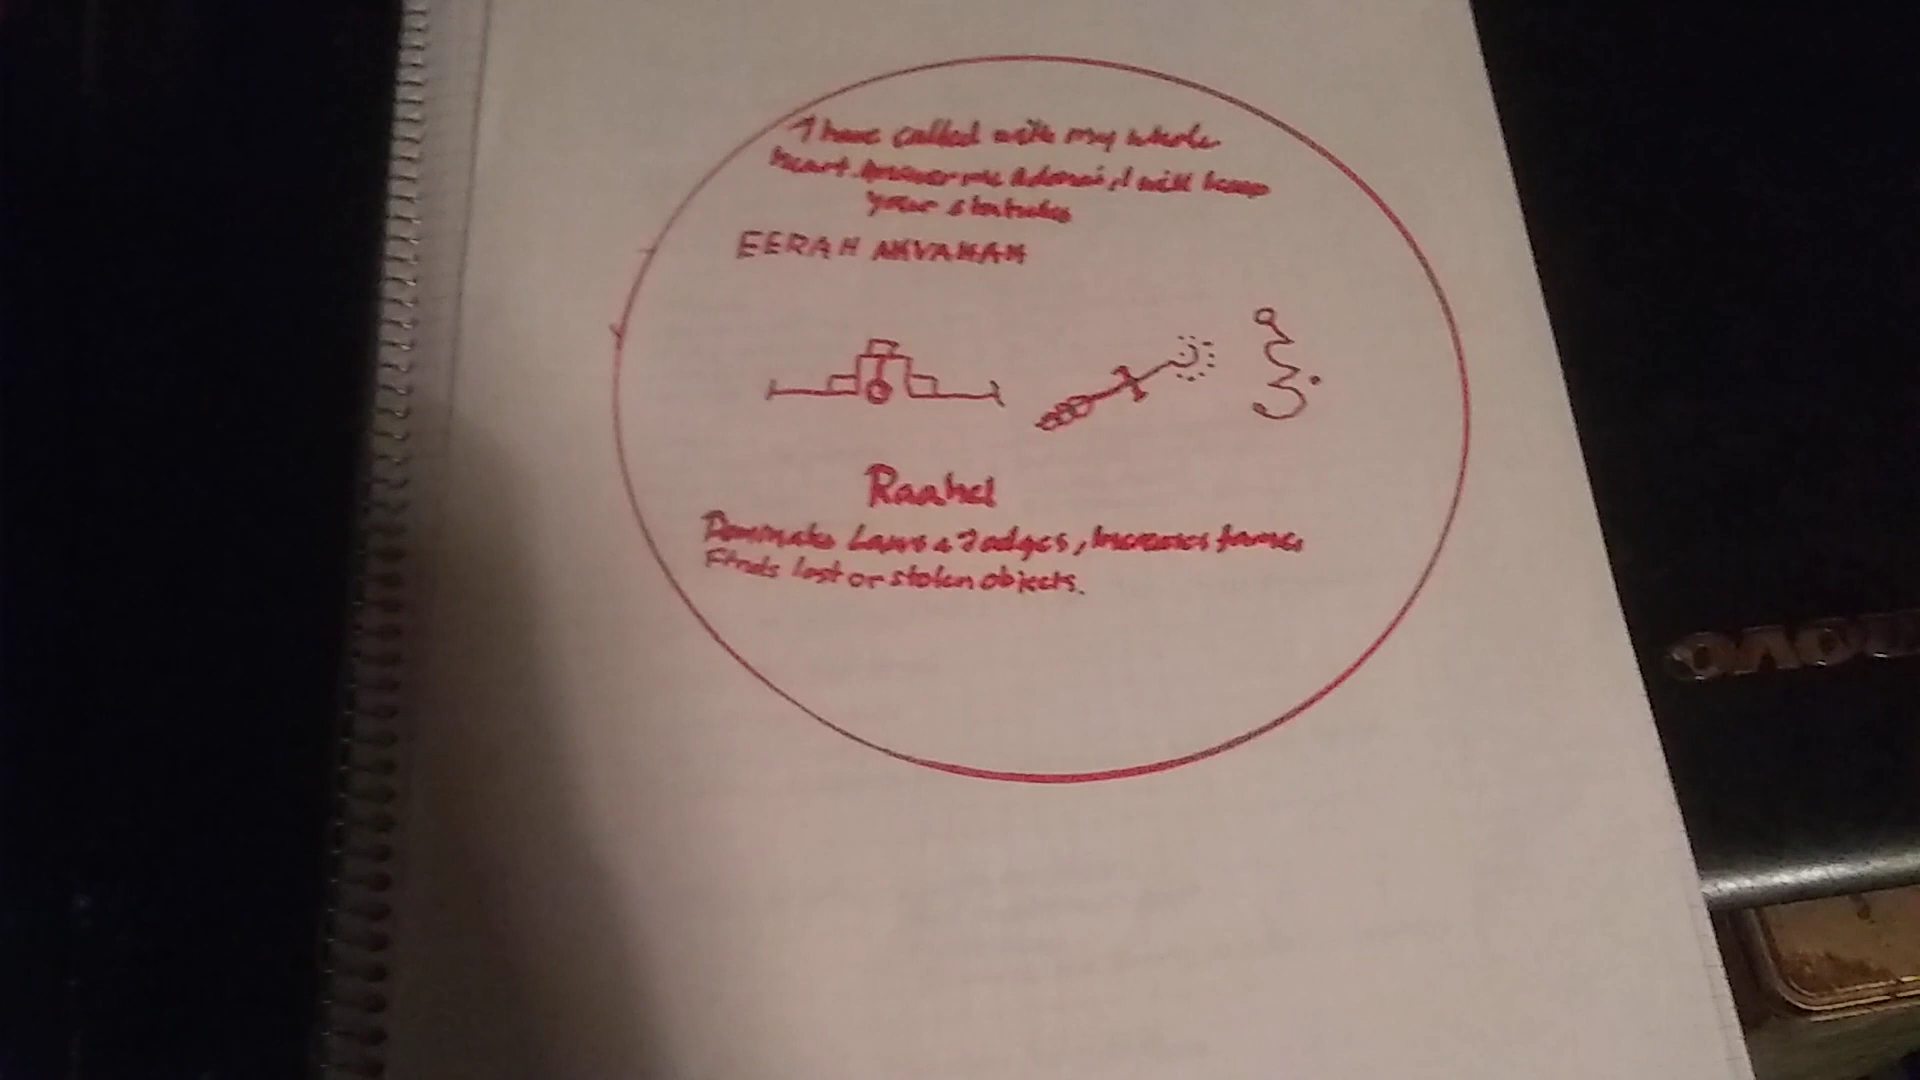 I have called with my whole
heart. Answer me Adonai, I will keep
your statutes
EERAH
Raahel
Dominates Laws & Judges, Increases fame,
Finds lost or stolen objects.